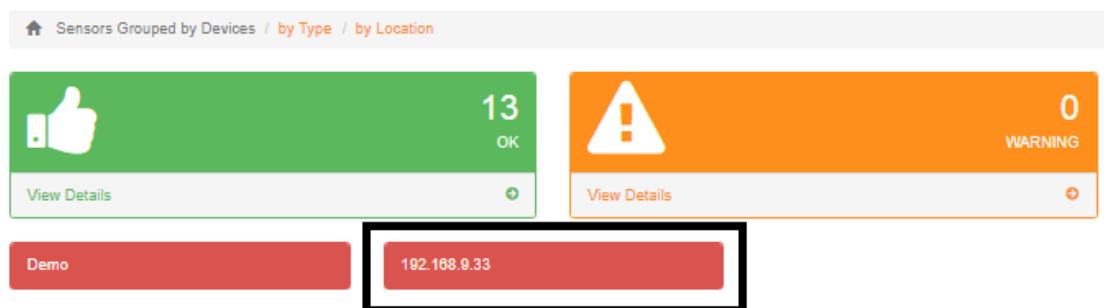 Sensors Grouped by Devices / by Type / by Location
13
OK
View Details
0
WARNING
View Details
Demo
192.168.9.33